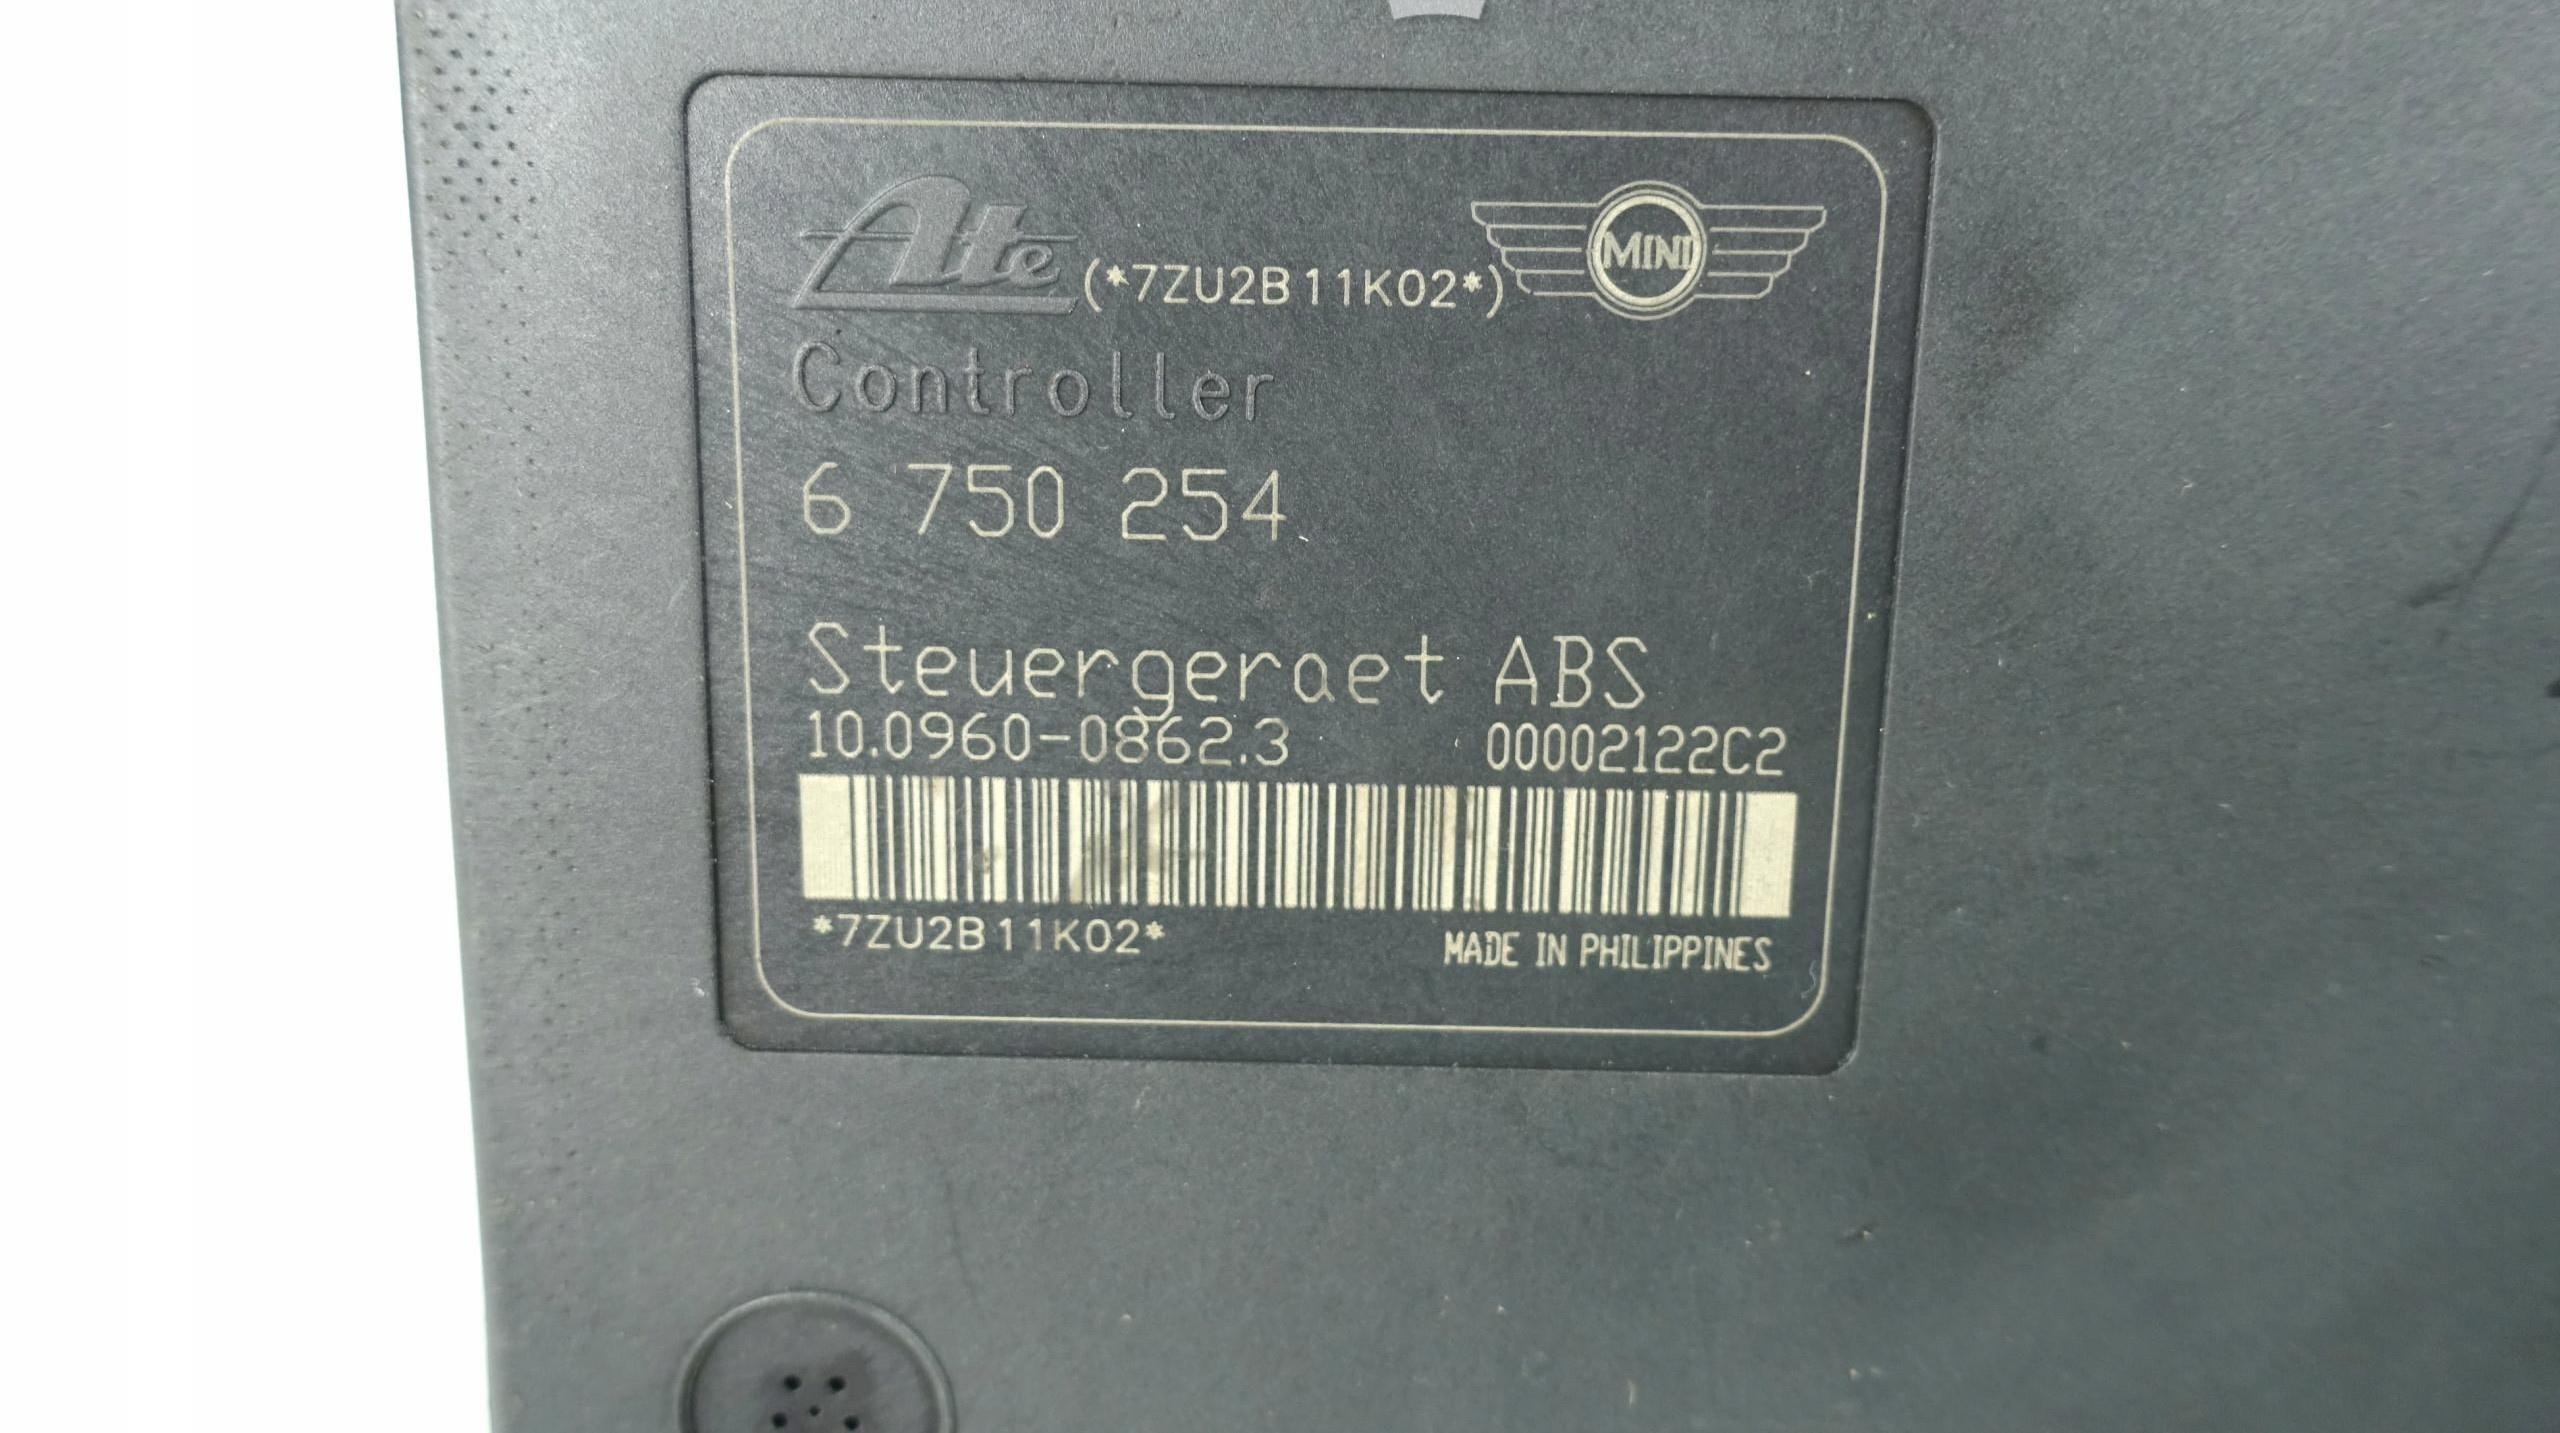 Ate (*7ZU2B11K02*) MINI
Controller
6 750 254
Steuergeraet ABS
10.0960-0862.3 00002122C2
*7ZU2B11K02* MADE IN PHILIPPINES